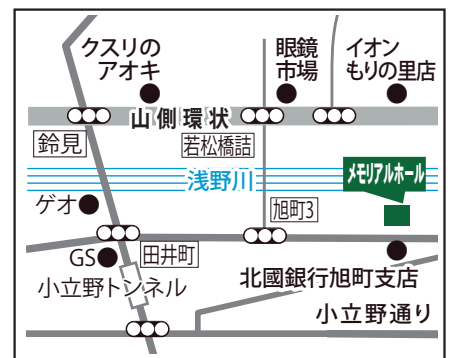 クスリの
アオキ
眼鏡
市場
イオン
もりの里店
山側環状
鈴見
若松橋詰
浅野川
メモリアルホール
ゲオ
旭町3
GS
田井町
北國銀行旭町支店
小立野トンネル
小立野通り